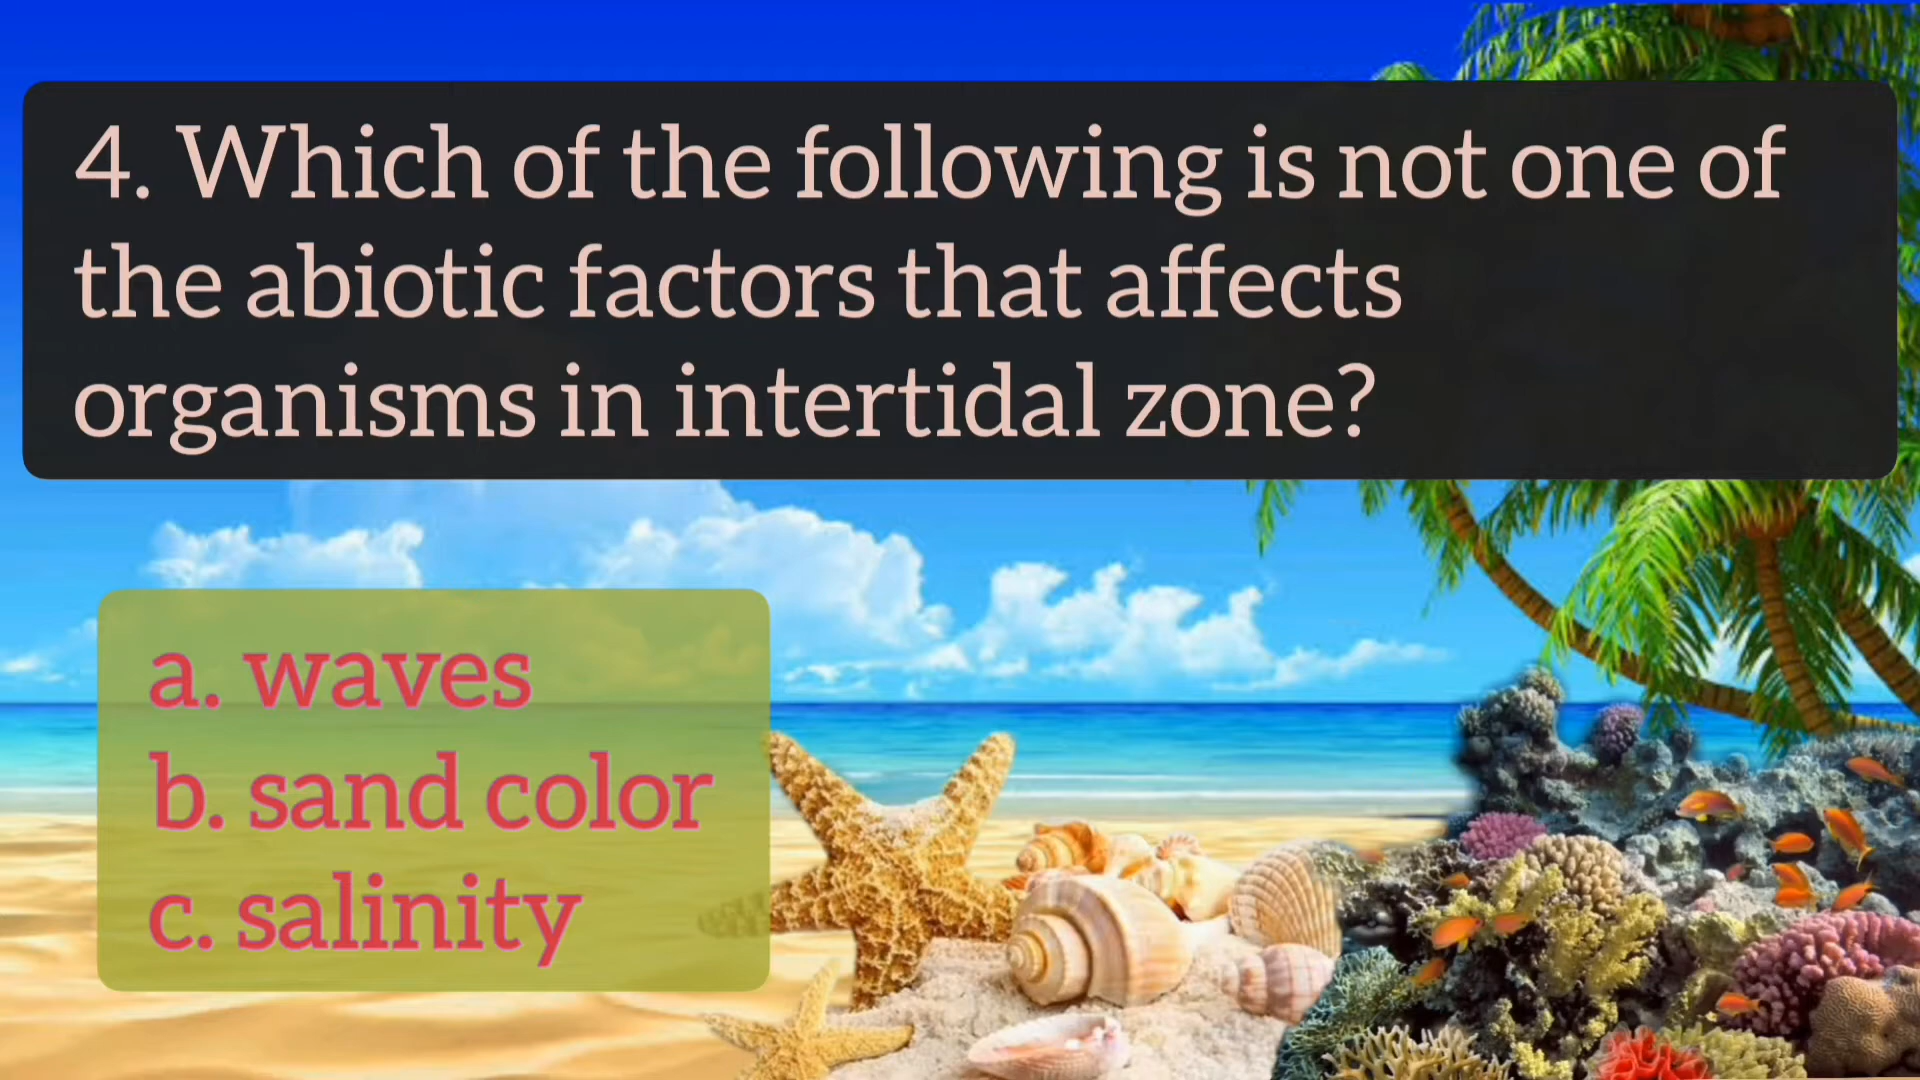 4. Which of the following is not one of
the abiotic factors that affects
organisms in intertidal zone?
a. waves
b. sand color
c. salinity